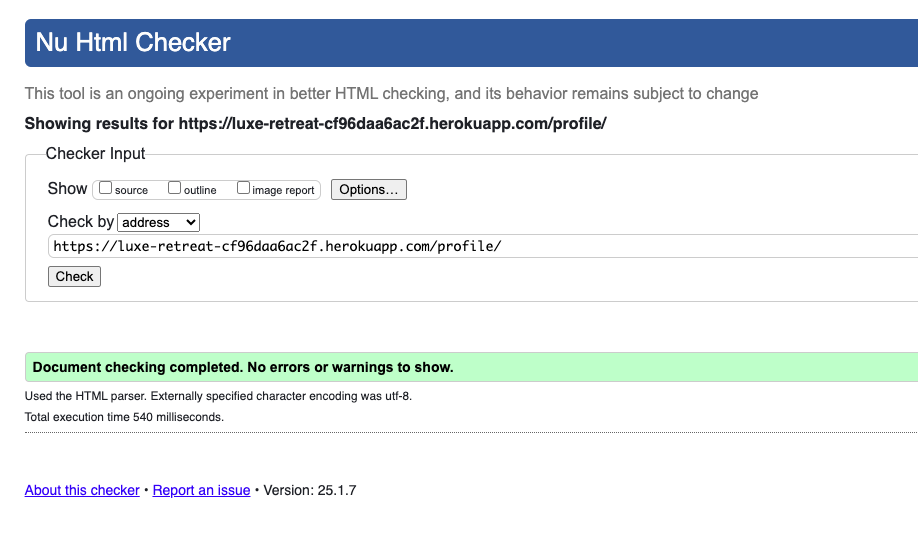 Nu Html Checker
This tool is an ongoing experiment in better HTML checking, and its behavior remains subject to change
Showing results for https://luxe-retreat-cf96daa6ac2f.herokuapp.com/profile/
Checker Input
Show source outline image report Options...
Check by address
https://luxe-retreat-cf96daa6ac2f.herokuapp.com/profile/
Check
Document checking completed. No errors or warnings to show.
Used the HTML parser. Externally specified character encoding was utf-8.
Total execution time 540 milliseconds.
About this checker • Report an issue • Version: 25.1.7